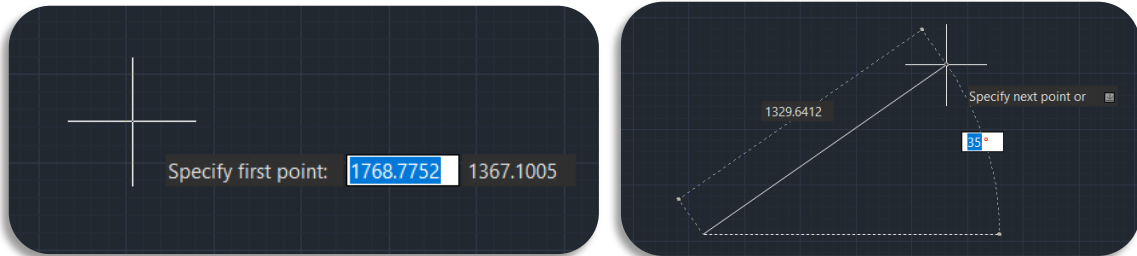 Specify first point: 1768.7752 1367.1005
Specify next point or
1329.6412
35°